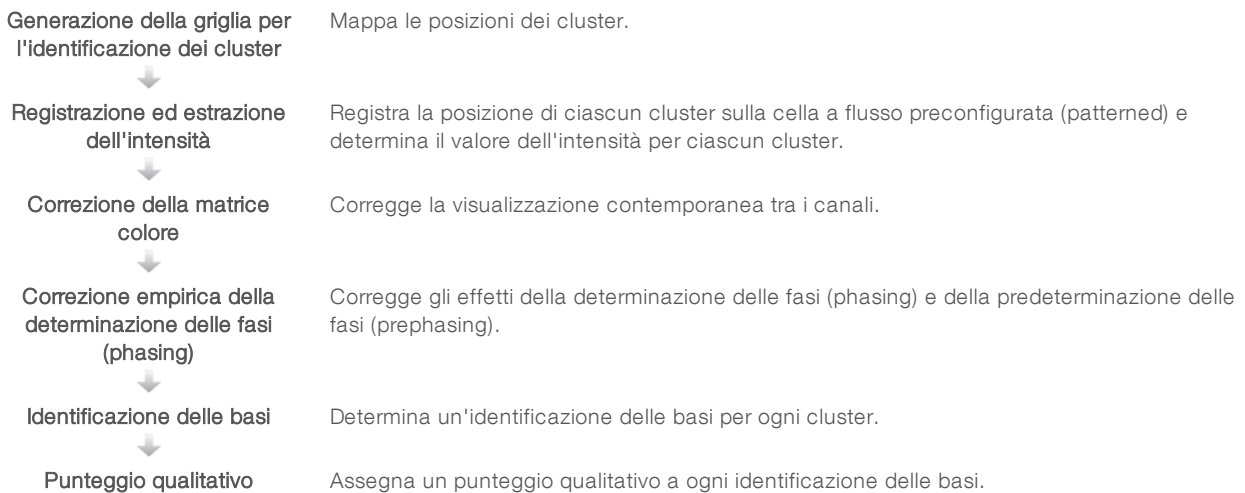 Generazione della griglia per
l'identificazione dei cluster
Mappa le posizioni dei cluster.
Registrazione ed estrazione
dell'intensità
Registra la posizione di ciascun cluster sulla cella a flusso preconfigurata (patterned) e
determina il valore dell'intensità per ciascun cluster.
Correzione della matrice
colore
Corregge la visualizzazione contemporanea tra i canali.
Correzione empirica della
determinazione delle fasi
(phasing)
Corregge gli effetti della determinazione delle fasi (phasing) e della predeterminazione delle
fasi (prephasing).
Identificazione delle basi
Determina un'identificazione delle basi per ogni cluster.
Punteggio qualitativo
Assegna un punteggio qualitativo a ogni identificazione delle basi.